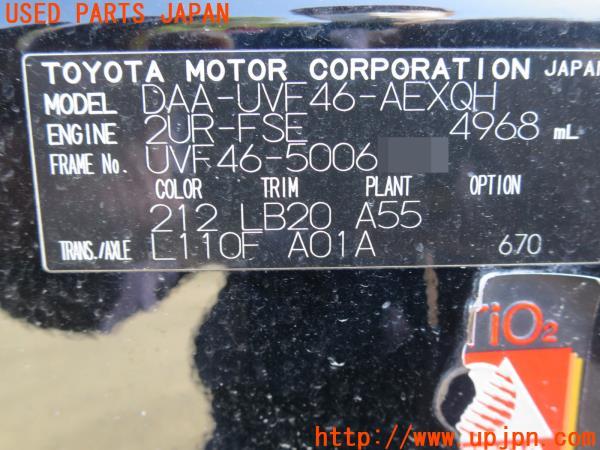 USED PARTS JAPAN
TOYOTA MOTOR CORPORATION JAPAN
MODEL DAA-UVF46-AEXQH
ENGINE 2UR-FSE 4968 mL
FRAME No. UVF46-5006
COLOR TRIM PLANT OPTION
212 LB20 A55
TRANS./AXLE L110F A01A 670
riO2
http://www.upjpn.com/